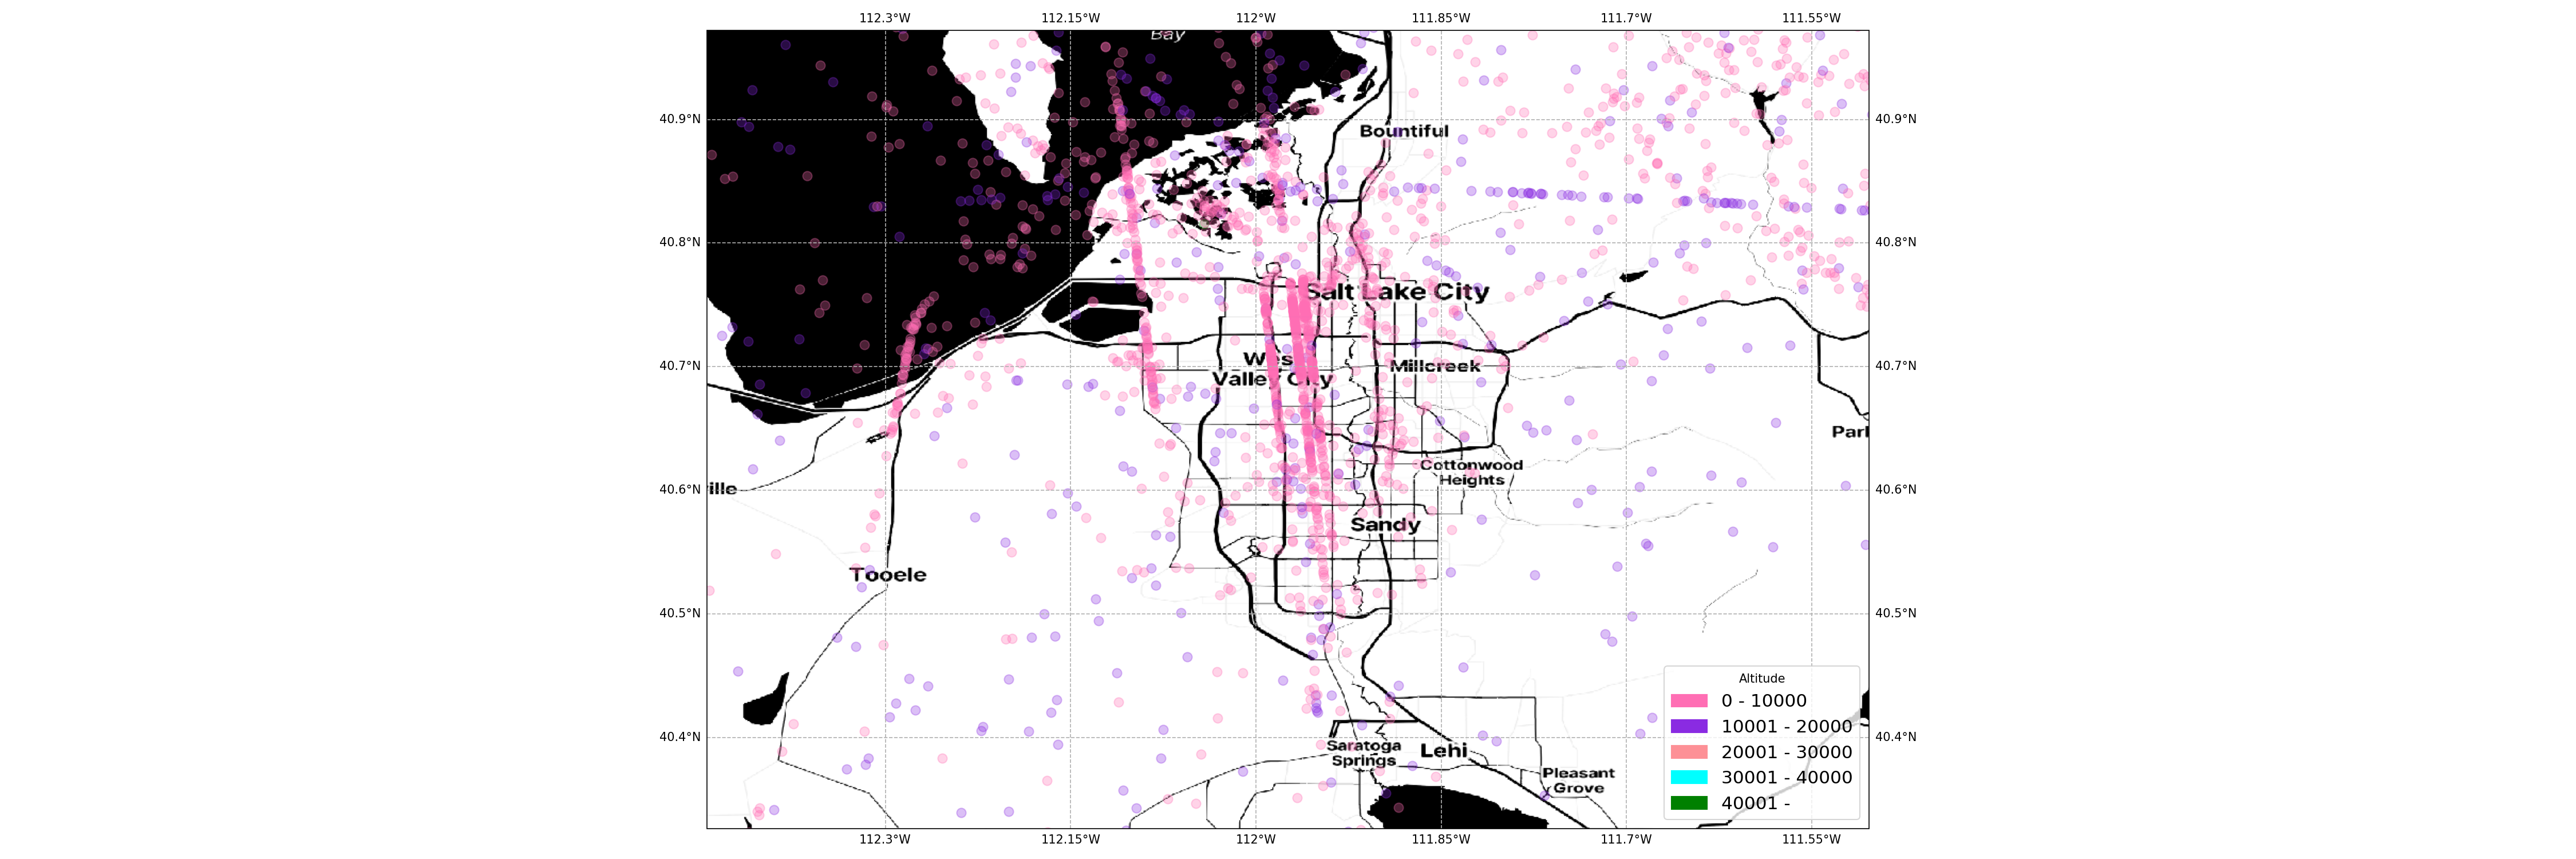 112.3°W 112.15°W 112°W 111.85°W 111.7°W 111.55°W
Bay
40.9°N 40.9°N
Bountiful
40.8°N 40.8°N
Salt Lake City
40.7°N 40.7°N
West
Valley City
Millcreek
Park
Cottonwood
Heights
ille
40.6°N 40.6°N
Sandy
Tooele
40.5°N 40.5°N
Altitude
0 - 10000
10001 - 20000
20001 - 30000
30001 - 40000
40001 -
40.4°N 40.4°N
Saratoga
Springs
Lehi
Pleasant
Grove
112.3°W 112.15°W 112°W 111.85°W 111.7°W 111.55°W